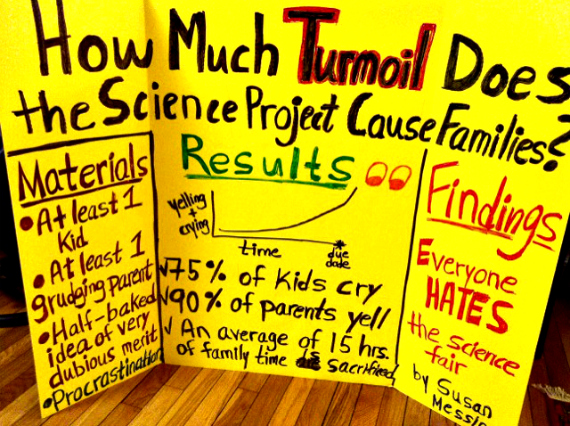 How Much Turmoil Does
the Science Project Cause Families?
Materials
• At least 1
Kid
• At least 1
grudging parent
• Half-baked
idea of very
dubious merit
• Procrastination
Results
yelling
+
crying
time
due
date
√ 75% of Kids cry
√ 90% of parents yell
√ An average of 15 hrs.
of family time is sacrificed
Findings
Everyone
HATES
the science
fair
by Susan
Messina